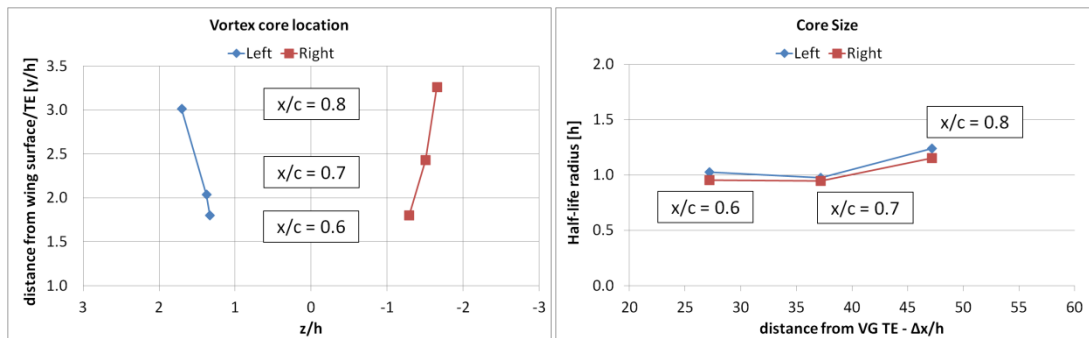 Vortex core location
Left Right
distance from wing surface/TE [y/h]
3.5
3.0
2.5
2.0
1.5
1.0
x/c = 0.8
x/c = 0.7
x/c = 0.6
3 2 1 0 -1 -2 -3
z/h
Core Size
Left Right
Half-life radius [h]
2.0
1.5
1.0
0.5
0.0
x/c = 0.8
x/c = 0.6
x/c = 0.7
20 25 30 35 40 45 50 55 60
distance from VG TE - Δx/h